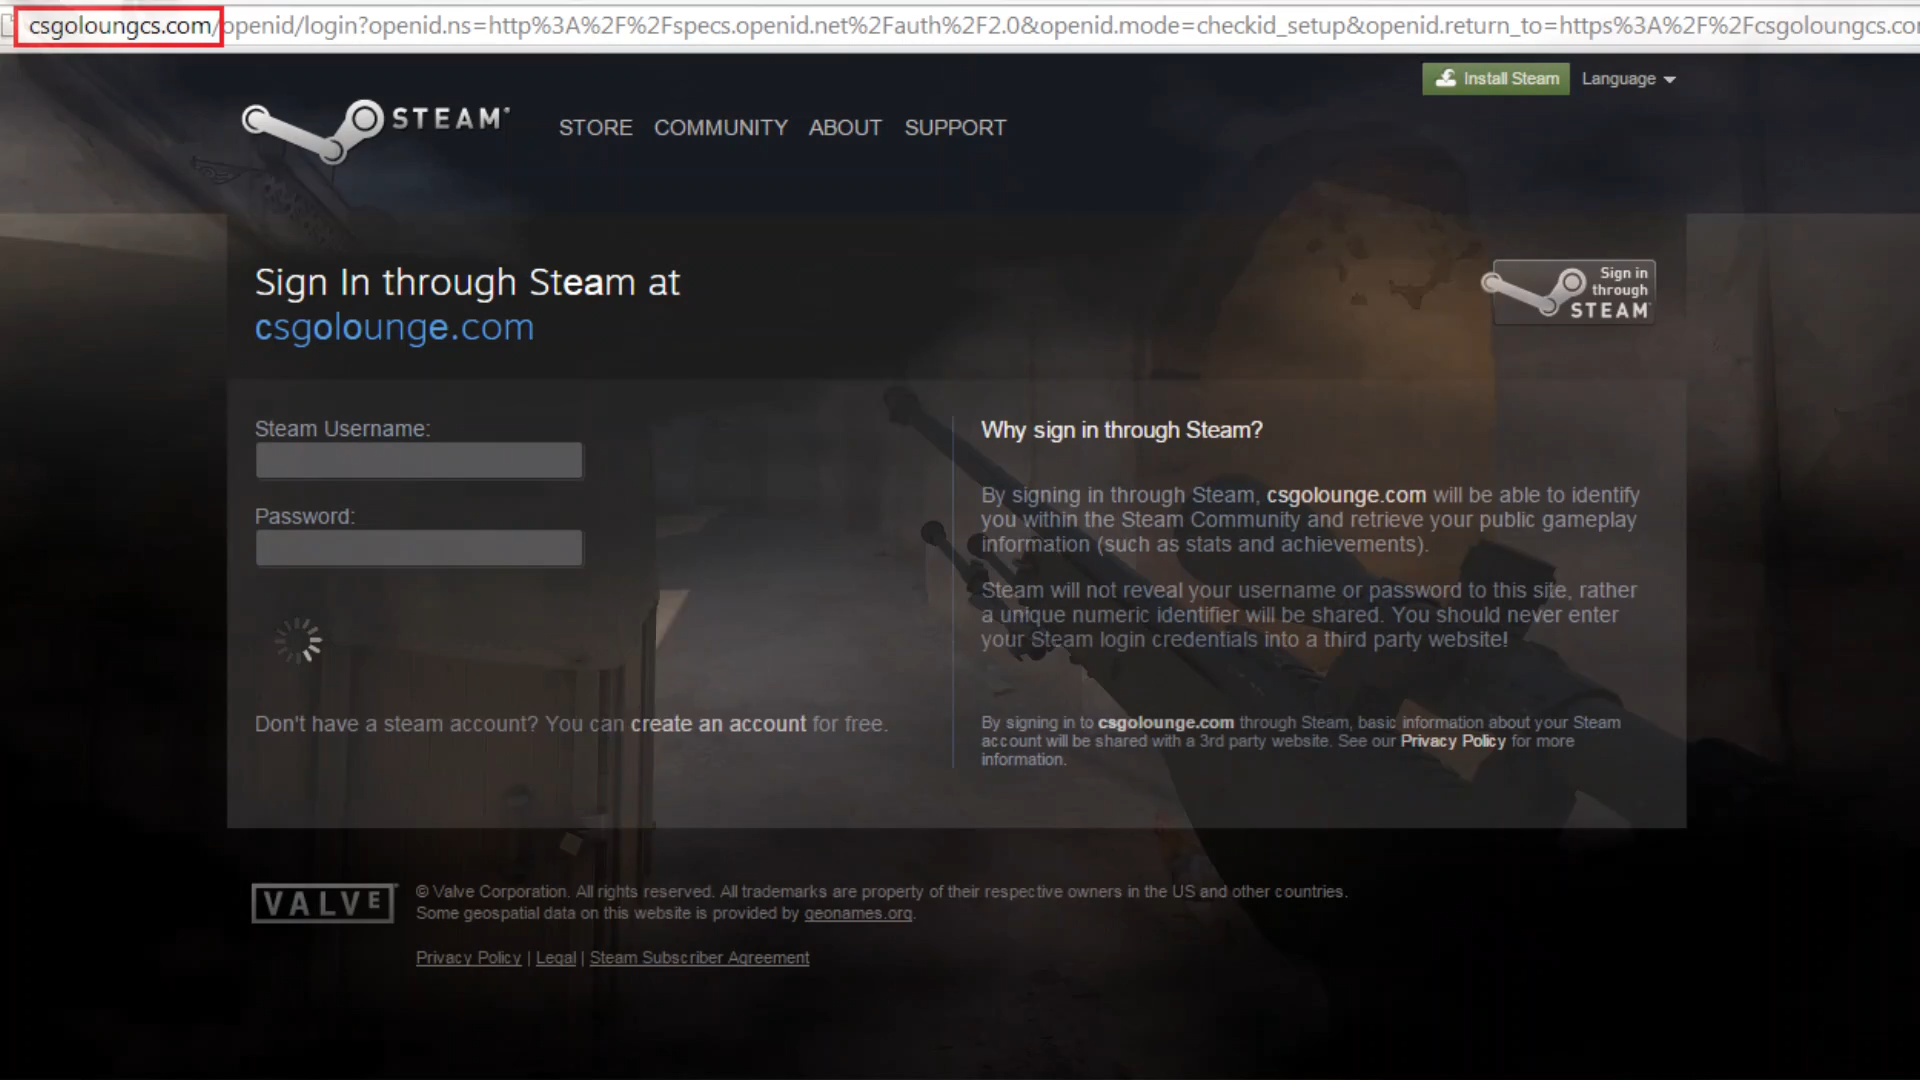 csgoloungcs.com/openid/login?openid.ns=http%3A%2F%2Fspecs.openid.net%2Fauth%2F2.0&openid.mode=checkid_setup&openid.return_to=https%3A%2F%2Fcsgoloungcs.co
Install Steam Language
STEAM®
STORE COMMUNITY ABOUT SUPPORT
Sign In through Steam at
csgolounge.com
Sign in
through
STEAM
Steam Username:
Password:
Don't have a steam account? You can create an account for free.
Why sign in through Steam?
By signing in through Steam, csgolounge.com will be able to identify
you within the Steam Community and retrieve your public gameplay
information (such as stats and achievements).
Steam will not reveal your username or password to this site, rather
a unique numeric identifier will be shared. You should never enter
your Steam login credentials into a third party website!
By signing in to csgolounge.com through Steam, basic information about your Steam
account will be shared with a 3rd party website. See our Privacy Policy for more
information.
VALVE
© Valve Corporation. All rights reserved. All trademarks are property of their respective owners in the US and other countries.
Some geospatial data on this website is provided by geonames.org.
Privacy Policy | Legal | Steam Subscriber Agreement